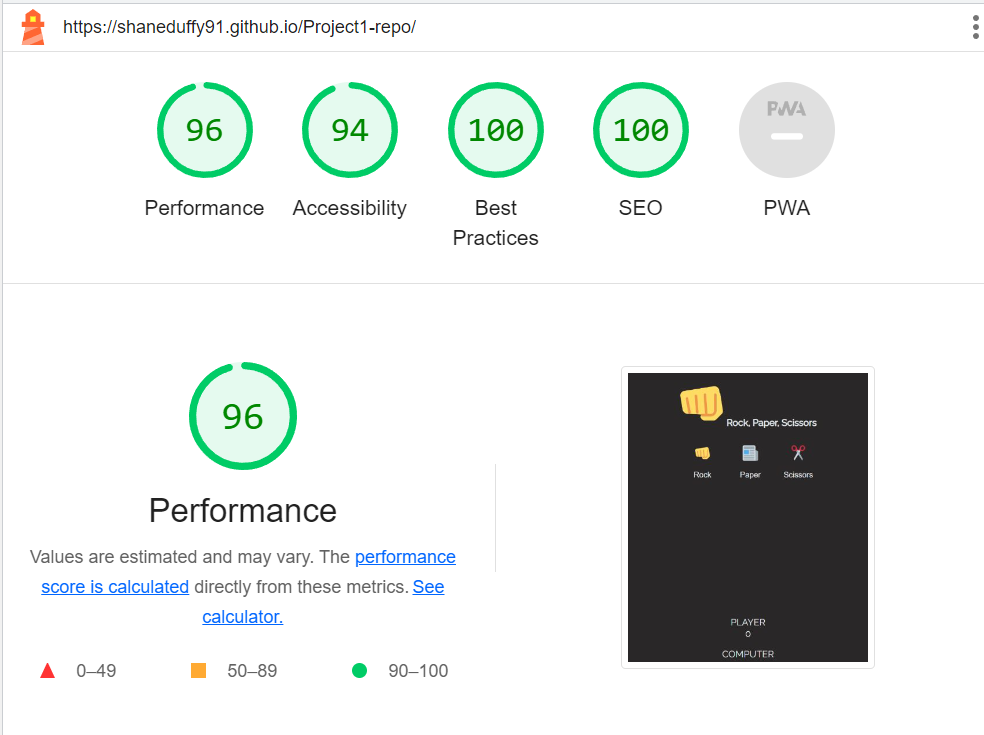 https://shaneduffy91.github.io/Project1-repo/
96
94
100
100
PWA
Performance
Accessibility
Best
Practices
SEO
PWA
96
Performance
Values are estimated and may vary. The performance
score is calculated directly from these metrics. See
calculator.
0–49
50–89
90–100
Rock, Paper, Scissors
Rock
Paper
Scissors
PLAYER
0
COMPUTER